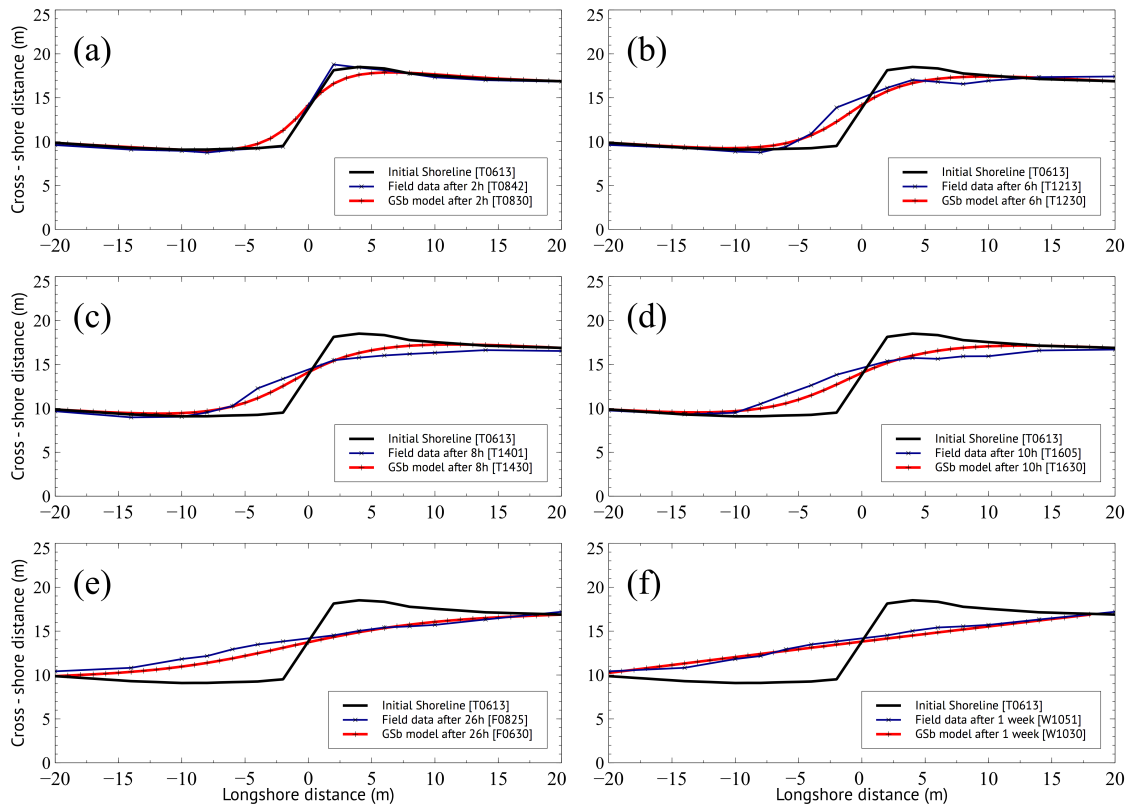 (a)
Cross - shore distance (m)
25
20
15
10
5
0
Initial Shoreline [T0613]
Field data after 2h [T0842]
GSb model after 2h [T0830]
−20 −15 −10 −5 0 5 10 15 20
(b)
25
20
15
10
5
0
Initial Shoreline [T0613]
Field data after 6h [T1213]
GSb model after 6h [T1230]
−20 −15 −10 −5 0 5 10 15 20
(c)
Cross - shore distance (m)
25
20
15
10
5
0
Initial Shoreline [T0613]
Field data after 8h [T1401]
GSb model after 8h [T1430]
−20 −15 −10 −5 0 5 10 15 20
(d)
25
20
15
10
5
0
Initial Shoreline [T0613]
Field data after 10h [T1605]
GSb model after 10h [T1630]
−20 −15 −10 −5 0 5 10 15 20
(e)
Cross - shore distance (m)
25
20
15
10
5
0
Initial Shoreline [T0613]
Field data after 26h [F0825]
GSb model after 26h [F0630]
−20 −15 −10 −5 0 5 10 15 20
Longshore distance (m)
(f)
25
20
15
10
5
0
Initial Shoreline [T0613]
Field data after 1 week [W1051]
GSb model after 1 week [W1030]
−20 −15 −10 −5 0 5 10 15 20
Longshore distance (m)